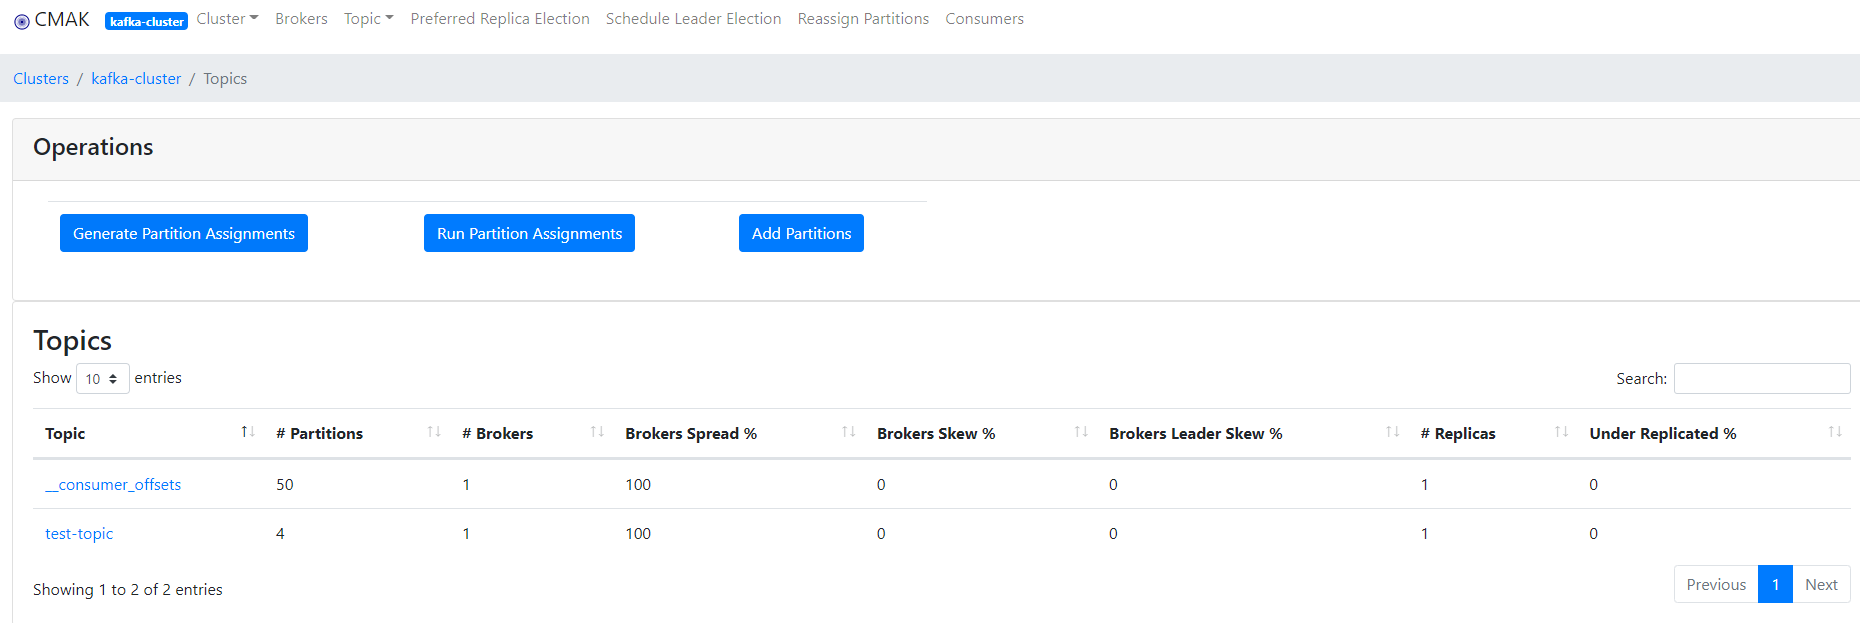 CMAK kafka-cluster Cluster Brokers Topic Preferred Replica Election Schedule Leader Election Reassign Partitions Consumers
Clusters / kafka-cluster / Topics
Operations
Generate Partition Assignments Run Partition Assignments Add Partitions
Topics
Show 10 entries Search:
Topic # Partitions # Brokers Brokers Spread % Brokers Skew % Brokers Leader Skew % # Replicas Under Replicated %
__consumer_offsets 50 1 100 0 0 1 0
test-topic 4 1 100 0 0 1 0
Showing 1 to 2 of 2 entries Previous 1 Next